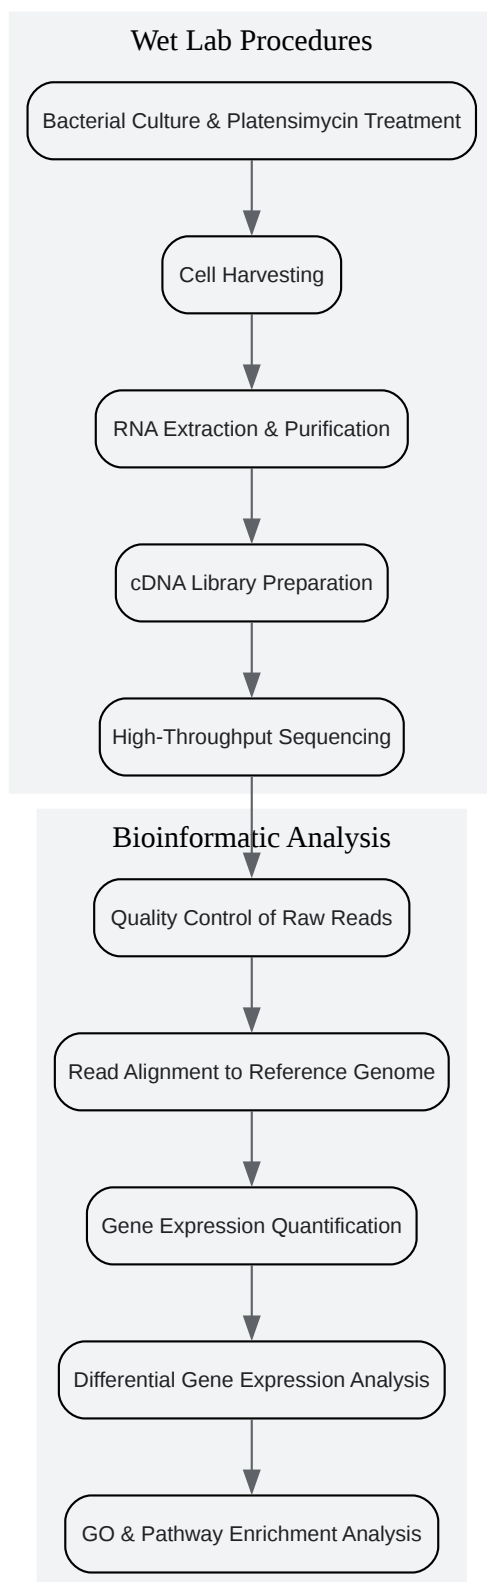 Wet Lab Procedures
Bacterial Culture & Platensimycin Treatment
Cell Harvesting
RNA Extraction & Purification
cDNA Library Preparation
High-Throughput Sequencing
Bioinformatic Analysis
Quality Control of Raw Reads
Read Alignment to Reference Genome
Gene Expression Quantification
Differential Gene Expression Analysis
GO & Pathway Enrichment Analysis